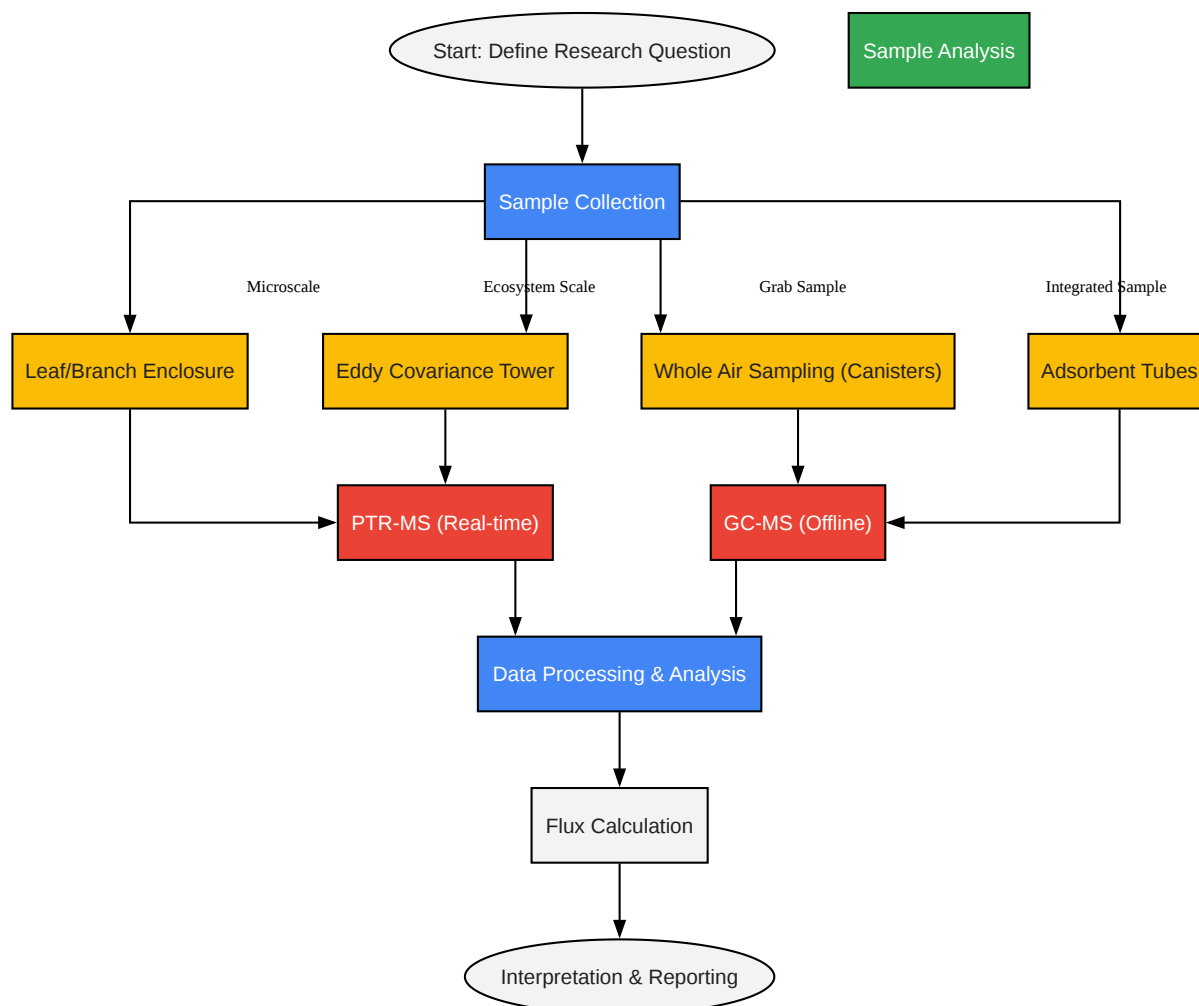 Start: Define Research Question
Sample Analysis
Sample Collection
Microscale
Ecosystem Scale
Grab Sample
Integrated Sample
Leaf/Branch Enclosure
Eddy Covariance Tower
Whole Air Sampling (Canisters)
Adsorbent Tubes
PTR-MS (Real-time)
GC-MS (Offline)
Data Processing & Analysis
Flux Calculation
Interpretation & Reporting